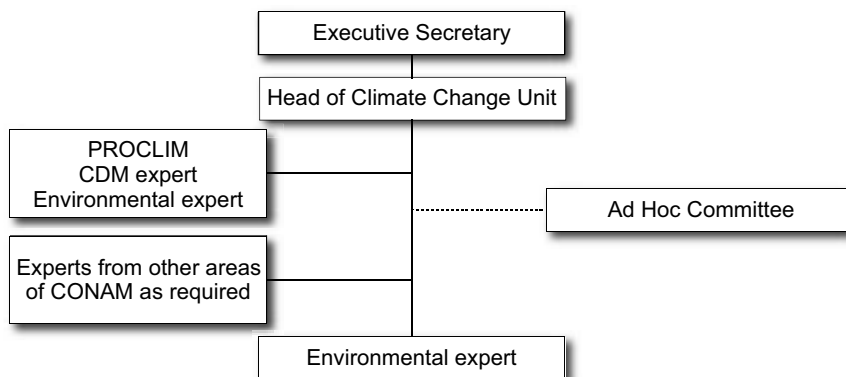 Executive Secretary
Head of Climate Change Unit
PROCLIM
CDM expert
Environmental expert
Ad Hoc Committee
Experts from other areas
of CONAM as required
Environmental expert